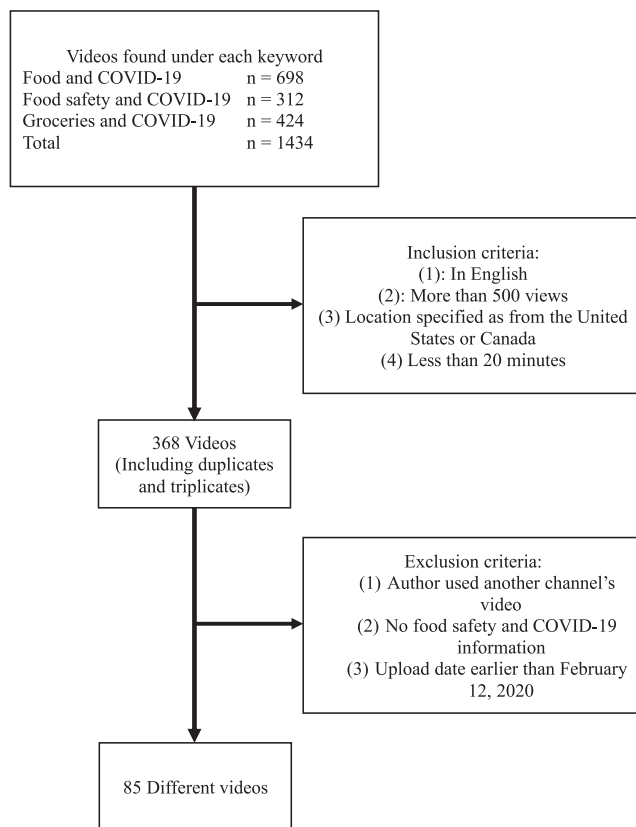 Videos found under each keyword
Food and COVID-19 n = 698
Food safety and COVID-19 n = 312
Groceries and COVID-19 n = 424
Total n = 1434
Inclusion criteria:
(1): In English
(2): More than 500 views
(3) Location specified as from the United
States or Canada
(4) Less than 20 minutes
368 Videos
(Including duplicates
and triplicates)
Exclusion criteria:
(1) Author used another channel's
video
(2) No food safety and COVID-19
information
(3) Upload date earlier than February
12, 2020
85 Different videos